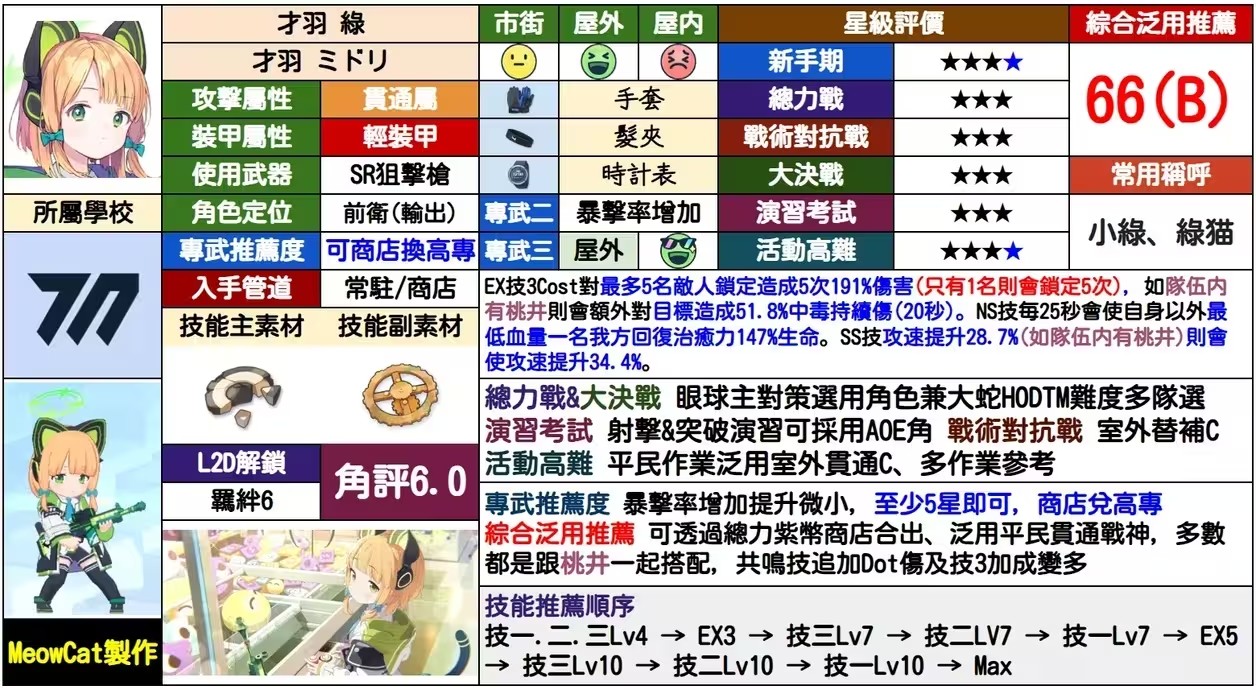 才羽 綠
才羽 ミドリ
攻擊屬性 貫通屬
裝甲屬性 輕裝甲
使用武器 SR狙擊槍
所屬學校
角色定位 前衛(輸出)
專武推薦度 可商店換高專
入手管道 常駐/商店
技能主素材 技能副素材
L2D解鎖
羈絆6
角評6.0
MeowCat製作
市街 屋外 屋内
手套
髮夾
時計表
專武二 暴擊率增加
專武三 屋外
星級評價
新手期 ★★★★
總力戰 ★★★
戰術對抗戰 ★★★
大決戰 ★★★
演習考試 ★★★
活動高難 ★★★★
綜合泛用推薦
66(B)
常用稱呼
小綠、綠猫
EX技3Cost對最多5名敵人鎖定造成5次191%傷害(只有1名則會鎖定5次)，如隊伍内
有桃井則會額外對目標造成51.8%中毒持續傷(20秒)。NS技每25秒會使自身以外最
低血量一名我方回復治癒力147%生命。SS技攻速提升28.7%(如隊伍内有桃井)則會
使攻速提升34.4%。
總力戰&大決戰 眼球主對策選用角色兼大蛇HODTM難度多隊選
演習考試 射擊&突破演習可採用AOE角 戰術對抗戰 室外替補C
活動高難 平民作業泛用室外貫通C、多作業參考
專武推薦度 暴擊率增加提升微小，至少5星即可，商店兌高專
綜合泛用推薦 可透過總力紫幣商店合出、泛用平民貫通戰神，多數
都是跟桃井一起搭配，共鳴技追加Dot傷及技3加成變多
技能推薦順序
技一.二.三Lv4 → EX3 → 技三Lv7 → 技二LV7 → 技一Lv7 → EX5
→ 技三Lv10 → 技二Lv10 → 技一Lv10 → Max